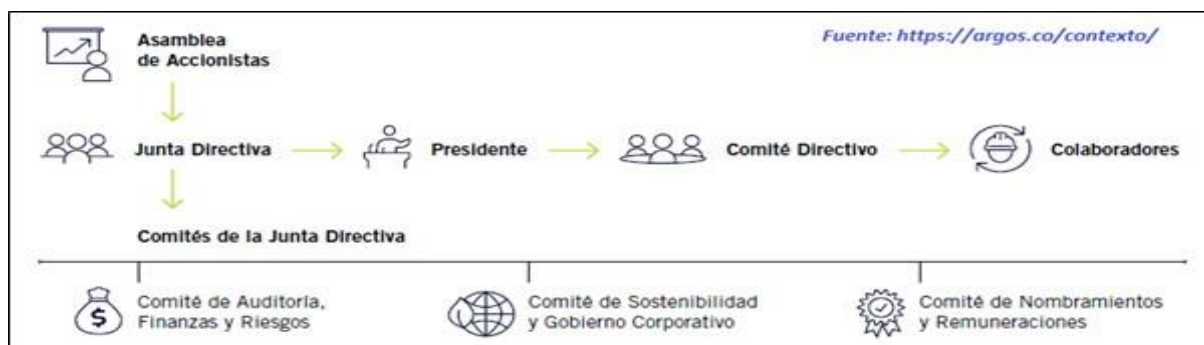 Asamblea
de Accionistas
Fuente: https://argos.co/contexto/
Junta Directiva
Presidente
Comité Directivo
Colaboradores
Comités de la Junta Directiva
$
Comité de Auditoría,
Finanzas y Riesgos
Comité de Sostenibilidad
y Gobierno Corporativo
Comité de Nombramientos
y Remuneraciones